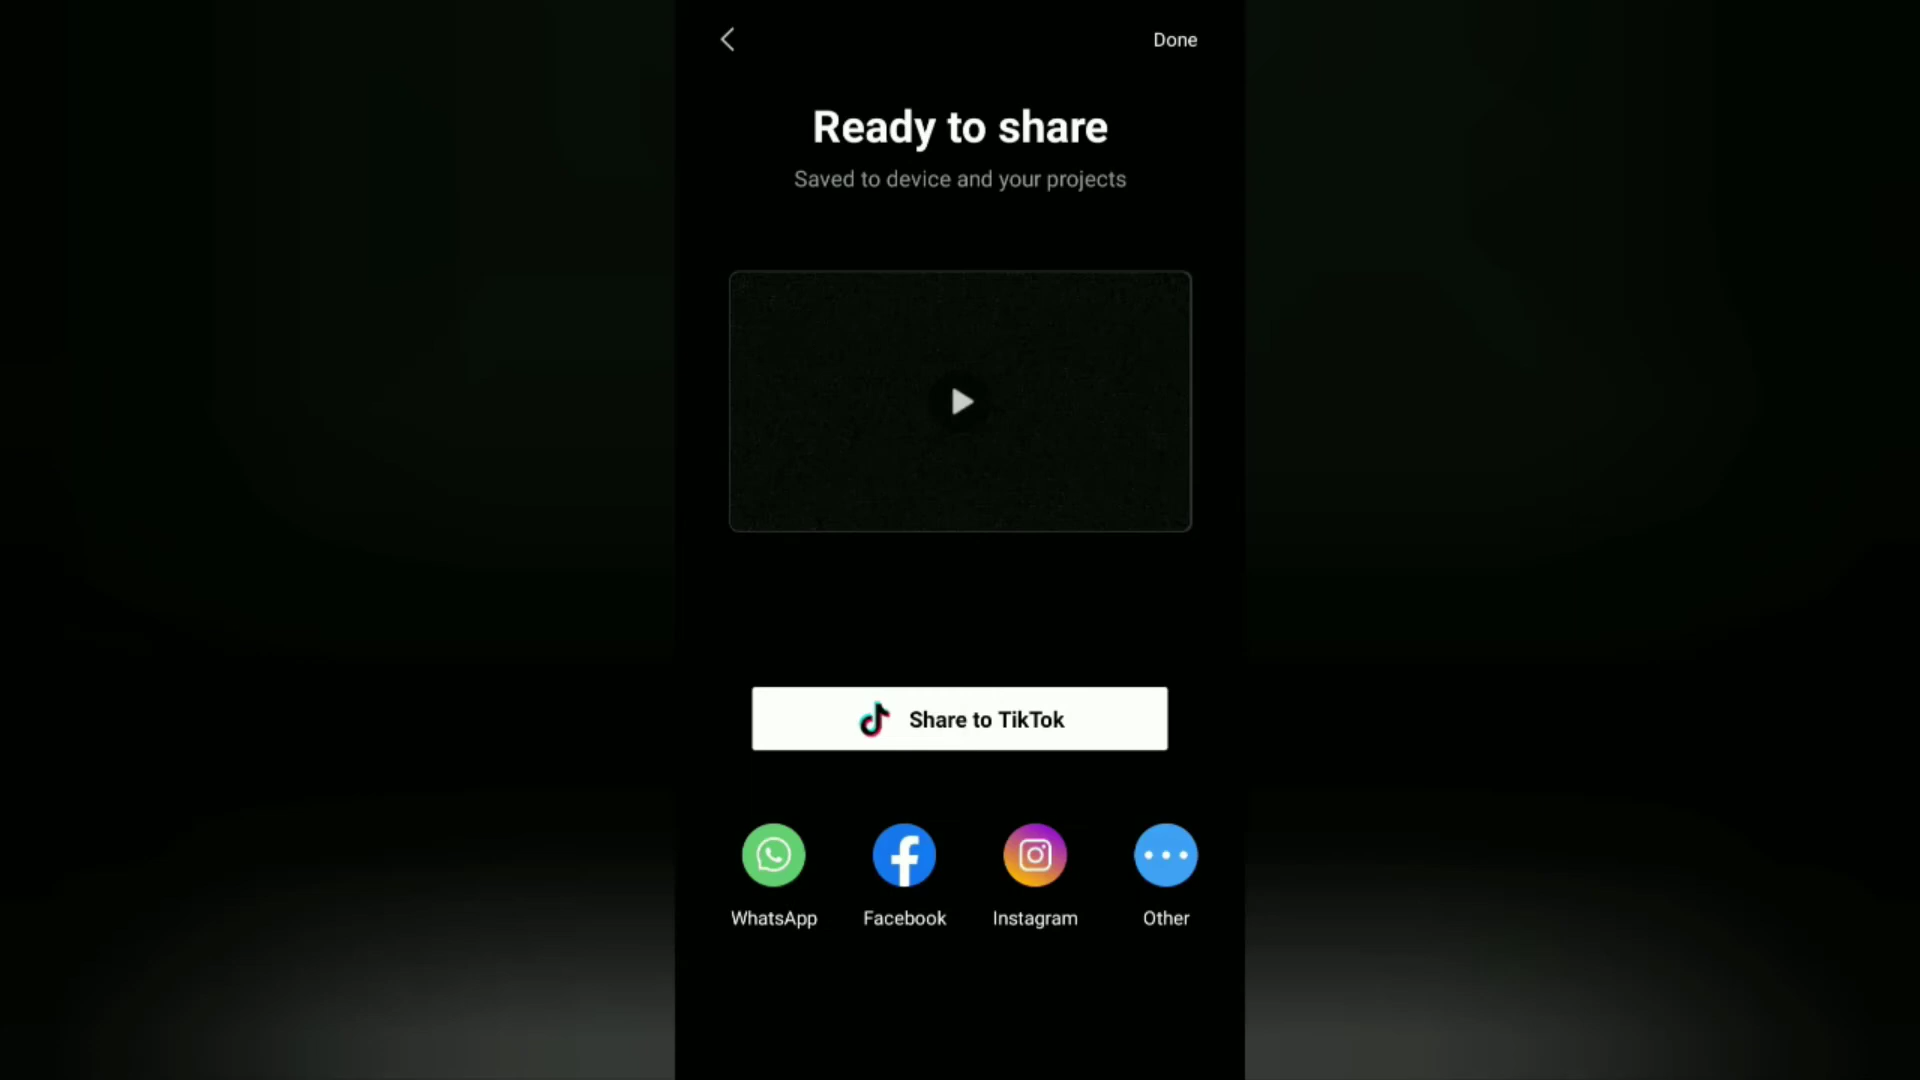 Done
Ready to share
Saved to device and your projects
Share to TikTok
WhatsApp Facebook Instagram Other